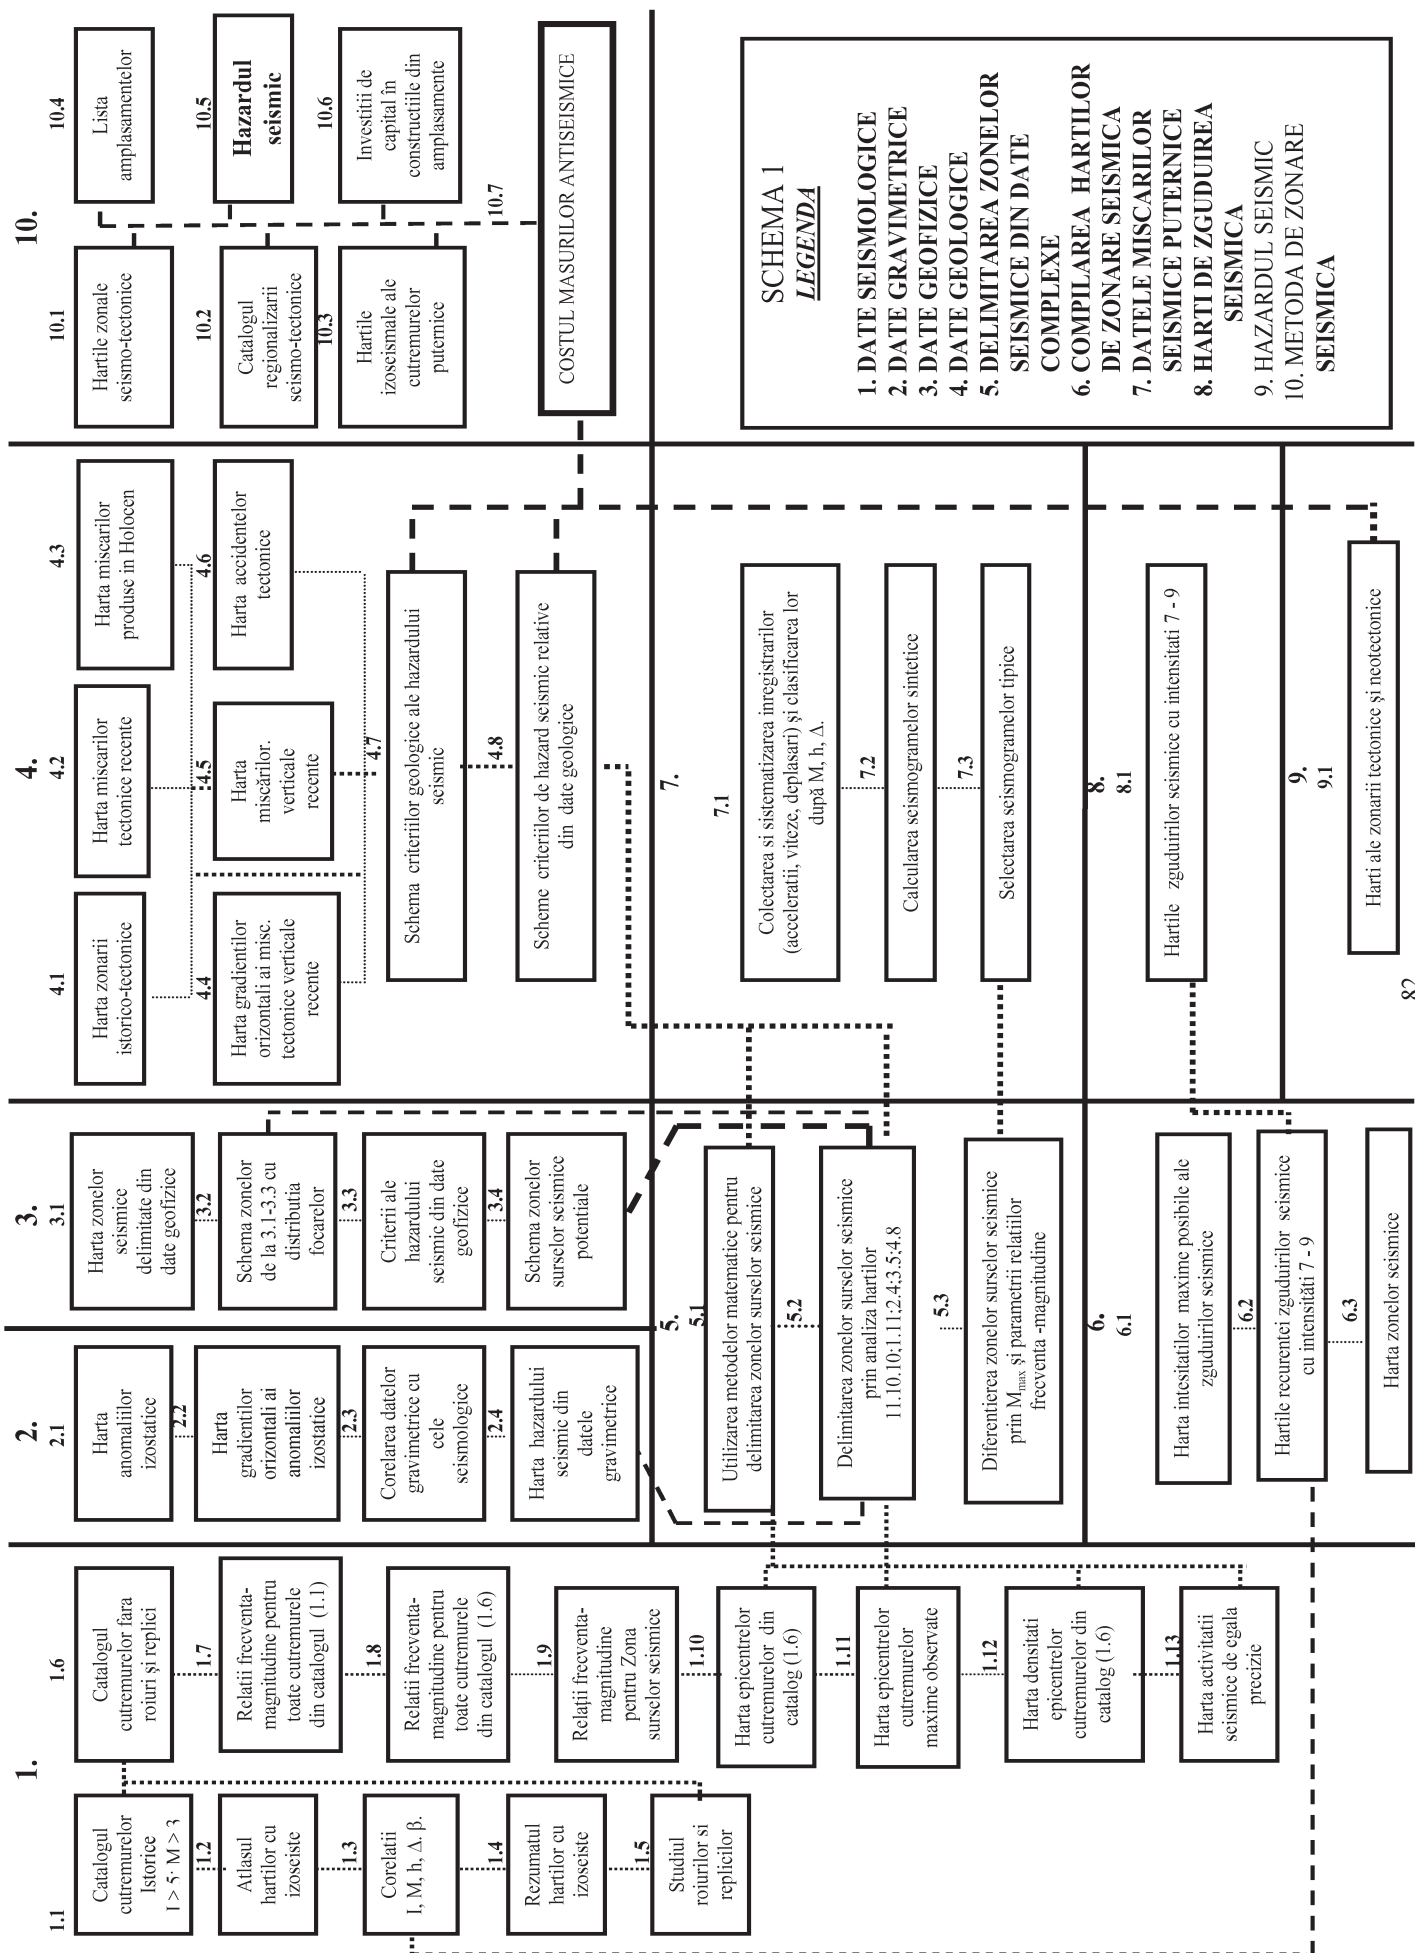 1.
1.1
Catalogul
cutremurelor
Istorice
I > 5· M > 3
1.2
Atlasul
hartilor cu
izoseiste
1.3
Corelatii
I, M, h, Δ. β.
1.4
Rezumatul
hartilor cu
izoseiste
1.5
Studiul
roiurilor si
replicilor
1.6
Catalogul
cutremurelor fara
roiuri şi replici
1.7
Relatii frecventa-
magnitudine pentru
toate cutremurele
din catalogul (1.1)
1.8
Relatii frecventa-
magnitudine pentru
toate cutremurele
din catalogul (1.6)
1.9
Relaţii frecventa-
magnitudine
pentru Zona
surselor seismice
1.10
Harta epicentrelor
cutremurelor din
catalog (1.6)
1.11
Harta epicentrelor
cutremurelor
maxime observate
1.12
Harta densitatii
epicentrelor
cutremurelor din
catalog (1.6)
1.13
Harta activitatii
seismice de egala
precizie
2.
2.1
Harta
anomaliilor
izostatice
2.2
Harta
gradientilor
orizontali ai
anomaliilor
izostatice
2.3
Corelarea datelor
gravimetrice cu
cele
seismologice
2.4
Harta hazardului
seismic din
datele
gravimetrice
3.
3.1
Harta zonelor
seismice
delimitate din
date geofizice
3.2
Schema zonelor
de la 3.1-3.3 cu
distributia
focarelor
3.3
Criterii ale
hazardului
seismic din date
geofizice
3.4
Schema zonelor
surselor seismice
potentiale
4.
4.1
Harta zonarii
istorico-tectonice
4.2
Harta miscarilor
tectonice recente
4.3
Harta miscarilor
produse in Holocen
4.4
Harta gradientilor
orizontali ai misc.
tectonice verticale
recente
4.5
Harta
miscărilor.
verticale
recente
4.6
Harta accidentelor
tectonice
4.7
Schema criteriilor geologice ale hazardului
seismic
4.8
Scheme criteriilor de hazard seismic relative
din date geologice
10.
10.1
Hartile zonale
seismo-tectonice
10.2
Catalogul
regionalizarii
seismo-tectonice
10.3
Hartile
izoseismale ale
cutremurelor
puternice
10.4
Lista
amplasamentelor
10.5
Hazardul
seismic
10.6
Investitii de
capital în
constructiile din
amplasamente
10.7
COSTUL MASURILOR ANTISEISMICE
5.
5.1
Utilizarea metodelor matematice pentru
delimitarea zonelor surselor seismice
5.2
Delimitarea zonelor surselor seismice
prin analiza hartilor
11.10.10;1.11;2.4;3.5;4.8
5.3
Diferentierea zonelor surselor seismice
prin Mmax şi parametrii relatiilor
frecventa -magnitudine
6.
6.1
Harta intesitatilor maxime posibile ale
zguduirilor seismice
6.2
Hartile recurentei zguduirilor seismice
cu intensităti 7 - 9
6.3
Harta zonelor seismice
7.
7.1
Colectarea si sistematizarea inregistrarilor
(acceleratii, viteze, deplasari) şi clasificarea lor
după M, h, Δ.
7.2
Calcularea seismogramelor sintetice
7.3
Selectarea seismogramelor tipice
8.
8.1
Hartile zguduirilor seismice cu intensitati 7 - 9
9.
9.1
Harti ale zonarii tectonice şi neotectonice
SCHEMA 1
LEGENDA
1. DATE SEISMOLOGICE
2. DATE GRAVIMETRICE
3. DATE GEOFIZICE
4. DATE GEOLOGICE
5. DELIMITAREA ZONELOR
SEISMICE DIN DATE
COMPLEXE
6. COMPILAREA HARTILOR
DE ZONARE SEISMICA
7. DATELE MISCARILOR
SEISMICE PUTERNICE
8. HARTI DE ZGUDUIREA
SEISMICA
9. HAZARDUL SEISMIC
10. METODA DE ZONARE
SEISMICA
82